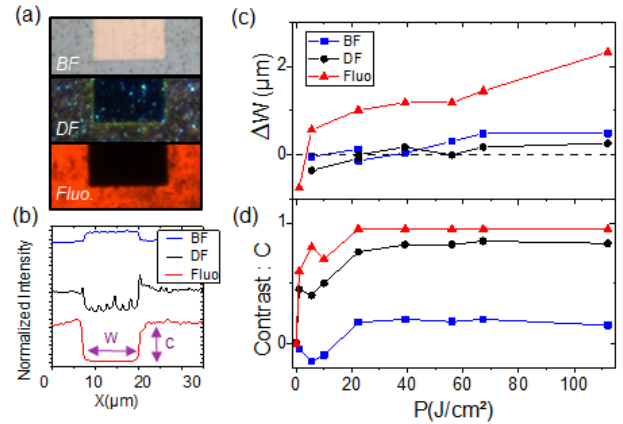 (a)
BF
DF
Fluo.
(b)
BF
DF
Fluo
Normalized Intensity
W
C
0 10 20 30
X(μm)
(c)
BF
DF
Fluo
ΔW (μm)
2
0
(d)
Contrast : C
1
0
0 20 40 60 80 100
P(J/cm²)